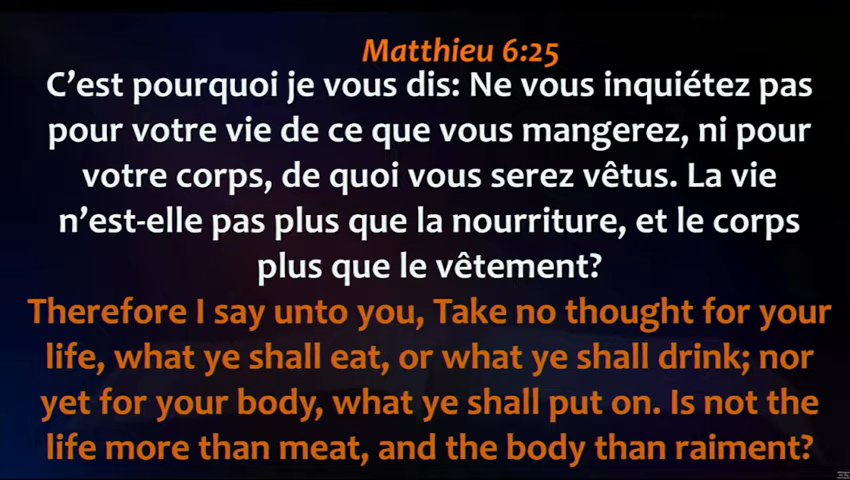 Matthieu 6:25
C’est pourquoi je vous dis: Ne vous inquiétez pas
pour votre vie de ce que vous mangerez, ni pour
votre corps, de quoi vous serez vêtus. La vie
n’est-elle pas plus que la nourriture, et le corps
plus que le vêtement?
Therefore I say unto you, Take no thought for your
life, what ye shall eat, or what ye shall drink; nor
yet for your body, what ye shall put on. Is not the
life more than meat, and the body than raiment?